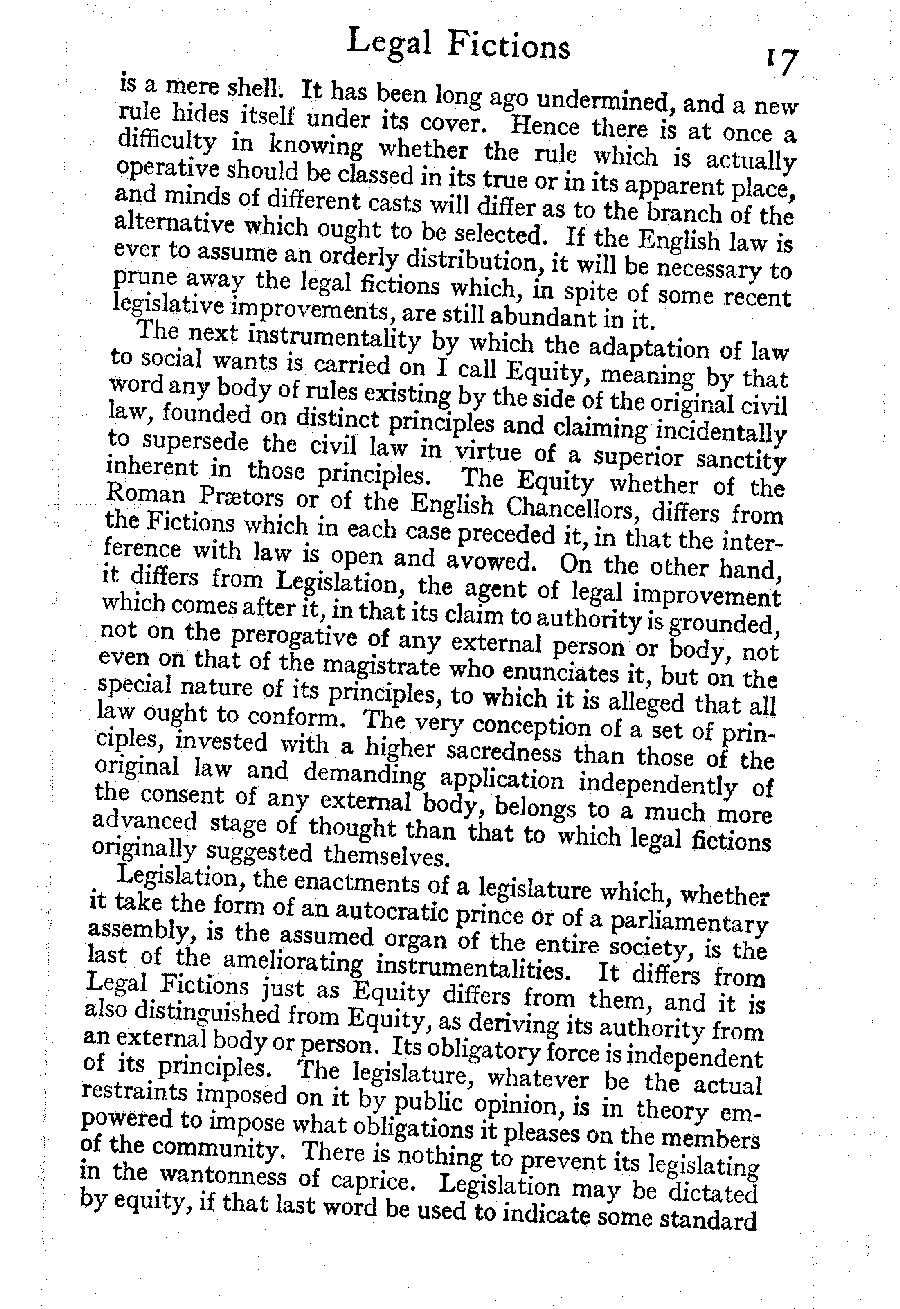 Legal Fictions 17
is a mere shell. It has been long ago undermined, and a new
rule hides itself under its cover. Hence there is at once a
difficulty in knowing whether the rule which is actually
operative should be classed in its true or in its apparent place,
and minds of different casts will differ as to the branch of the
alternative which ought to be selected. If the English law is
ever to assume an orderly distribution, it will be necessary to
prune away the legal fictions which, in spite of some recent
legislative improvements, are still abundant in it.
The next instrumentality by which the adaptation of law
to social wants is carried on I call Equity, meaning by that
word any body of rules existing by the side of the original civil
law, founded on distinct principles and claiming incidentally
to supersede the civil law in virtue of a superior sanctity
inherent in those principles. The Equity whether of the
Roman Prætors or of the English Chancellors, differs from
the Fictions which in each case preceded it, in that the inter-
ference with law is open and avowed. On the other hand,
it differs from Legislation, the agent of legal improvement
which comes after it, in that its claim to authority is grounded,
not on the prerogative of any external person or body, not
even on that of the magistrate who enunciates it, but on the
special nature of its principles, to which it is alleged that all
law ought to conform. The very conception of a set of prin-
ciples, invested with a higher sacredness than those of the
original law and demanding application independently of
the consent of any external body, belongs to a much more
advanced stage of thought than that to which legal fictions
originally suggested themselves.
Legislation, the enactments of a legislature which, whether
it take the form of an autocratic prince or of a parliamentary
assembly, is the assumed organ of the entire society, is the
last of the ameliorating instrumentalities. It differs from
Legal Fictions just as Equity differs from them, and it is
also distinguished from Equity, as deriving its authority from
an external body or person. Its obligatory force is independent
of its principles. The legislature, whatever be the actual
restraints imposed on it by public opinion, is in theory em-
powered to impose what obligations it pleases on the members
of the community. There is nothing to prevent its legislating
in the wantonness of caprice. Legislation may be dictated
by equity, if that last word be used to indicate some standard